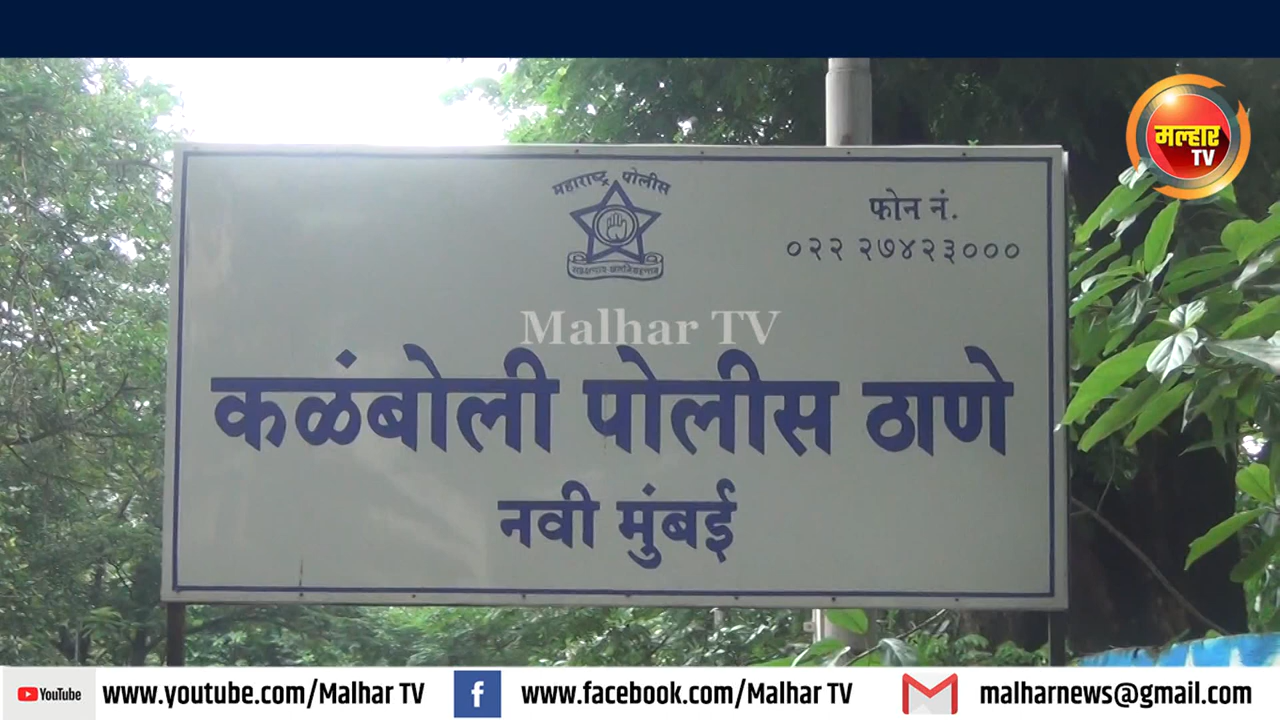 मल्हार
TV
महाराष्ट्र पोलीस
फोन नं.
०२२ २७४२३०००
Malhar TV
कळंबोली पोलीस ठाणे
नवी मुंबई
YouTube
www.youtube.com/Malhar TV
f
www.facebook.com/Malhar TV
malharnews@gmail.com